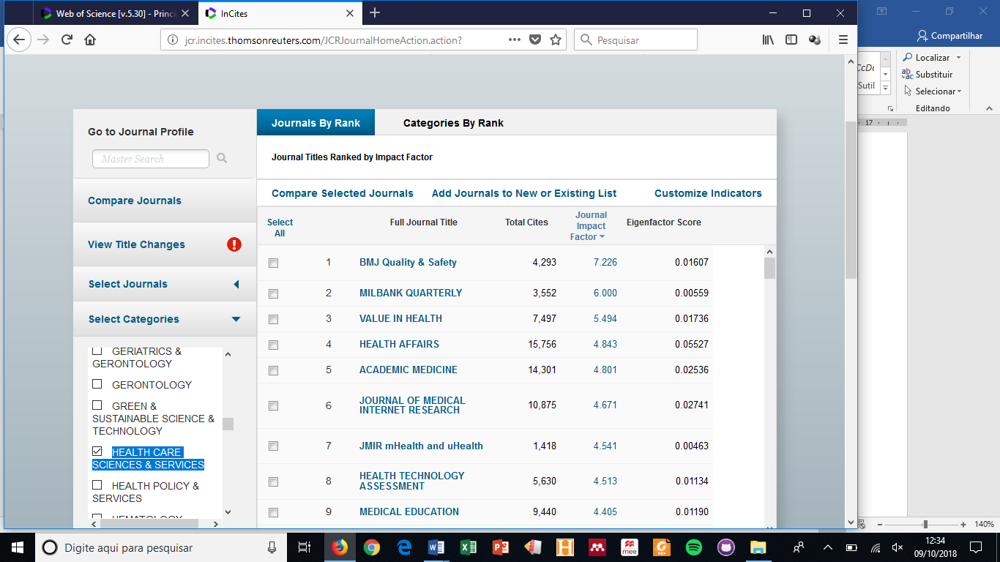 Web of Science [v.5.30] - Princi
InCites
jcr.incites.thomsonreuters.com/JCRJournalHomeAction.action?
Pesquisar
Compartilhar
Localizar
Substituir
Selecionar
Sutil
Editando
17
Go to Journal Profile
Master Search
Compare Journals
View Title Changes
Select Journals
Select Categories
GERIATRICS &
GERONTOLOGY
GERONTOLOGY
GREEN &
SUSTAINABLE SCIENCE &
TECHNOLOGY
HEALTH CARE
SCIENCES & SERVICES
HEALTH POLICY &
SERVICES
HEMATOLOGY
Journals By Rank Categories By Rank
Journal Titles Ranked by Impact Factor
Compare Selected Journals Add Journals to New or Existing List Customize Indicators
Select All Full Journal Title Total Cites Journal Impact Factor Eigenfactor Score
1 BMJ Quality & Safety 4,293 7.226 0.01607
2 MILBANK QUARTERLY 3,552 6.000 0.00559
3 VALUE IN HEALTH 7,497 5.494 0.01736
4 HEALTH AFFAIRS 15,756 4.843 0.05527
5 ACADEMIC MEDICINE 14,301 4.801 0.02536
6 JOURNAL OF MEDICAL INTERNET RESEARCH 10,875 4.671 0.02741
7 JMIR mHealth and uHealth 1,418 4.541 0.00463
8 HEALTH TECHNOLOGY ASSESSMENT 5,630 4.513 0.01134
9 MEDICAL EDUCATION 9,440 4.405 0.01190
140%
Digite aqui para pesquisar
12:34
09/10/2018